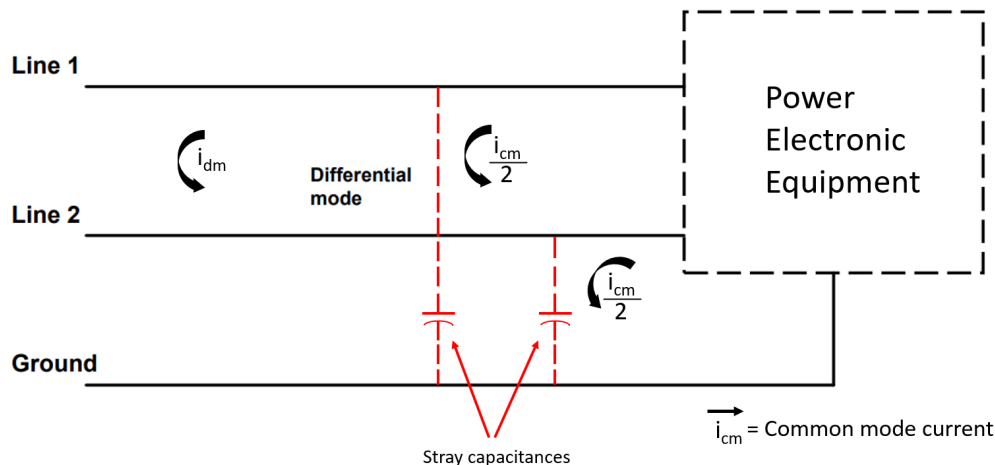 Line 1
Power
Electronic
Equipment
i_dm
i_cm/2
Differential
mode
Line 2
i_cm/2
Ground
i_cm = Common mode current
Stray capacitances